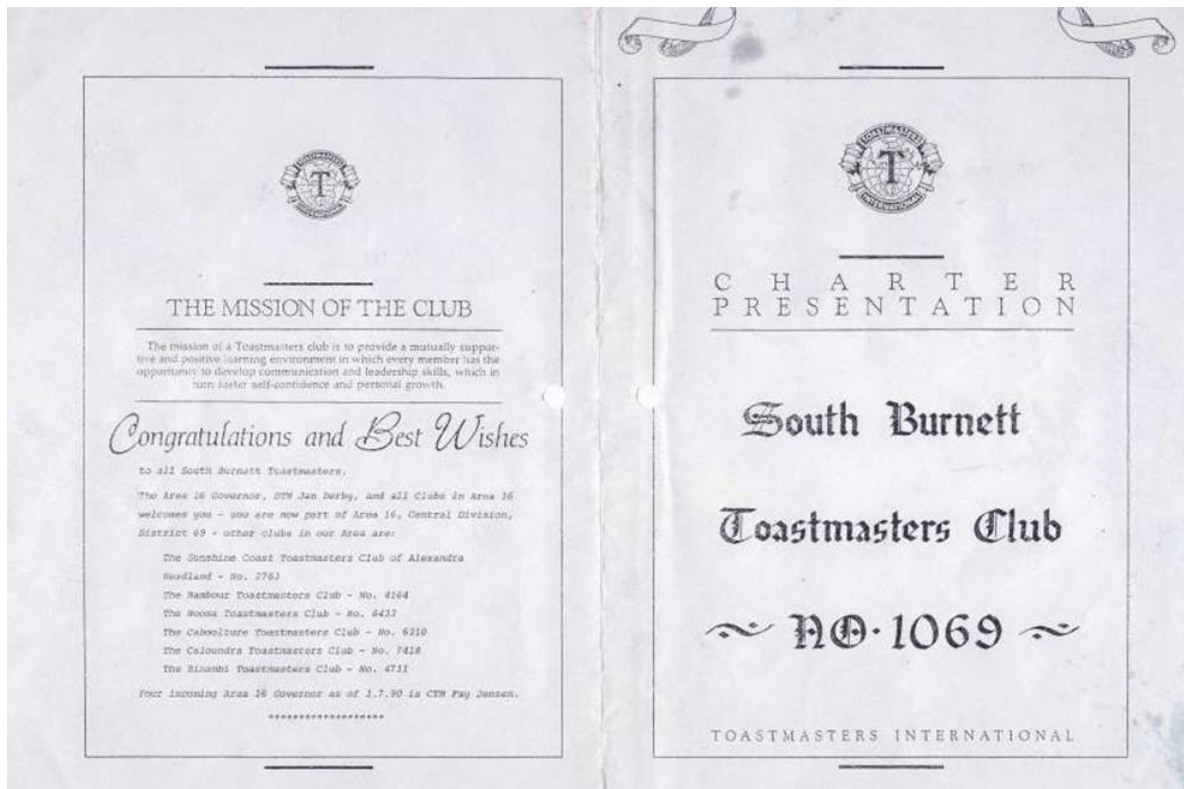 TOASTMASTERS
T
INTERNATIONAL
THE MISSION OF THE CLUB
The mission of a Toastmasters club is to provide a mutually suppor-
tive and positive learning environment in which every member has the
opportunity to develop communication and leadership skills, which in
turn foster self-confidence and personal growth.
Congratulations and Best Wishes
to all South Burnett Toastmasters.
The Area 16 Governor, DTM Jan Derby, and all Clubs in Area 16
welcomes you - you are now part of Area 16, Central Division,
District 69 - other clubs in our Area are:
The Sunshine Coast Toastmasters Club of Alexandra
Headland - No. 2763
The Nambour Toastmasters Club - No. 4164
The Noosa Toastmasters Club - No. 6433
The Caboolture Toastmasters Club - No. 6310
The Caloundra Toastmasters Club - No. 7418
The Binambi Toastmasters Club - No. 4711
Your incoming Area 16 Governor as of 1.7.90 is CTM Fay Jensen.
*******************
TOASTMASTERS
T
INTERNATIONAL
CHARTER
PRESENTATION
South Burnett
Toastmasters Club
~ NO. 1069 ~
TOASTMASTERS INTERNATIONAL